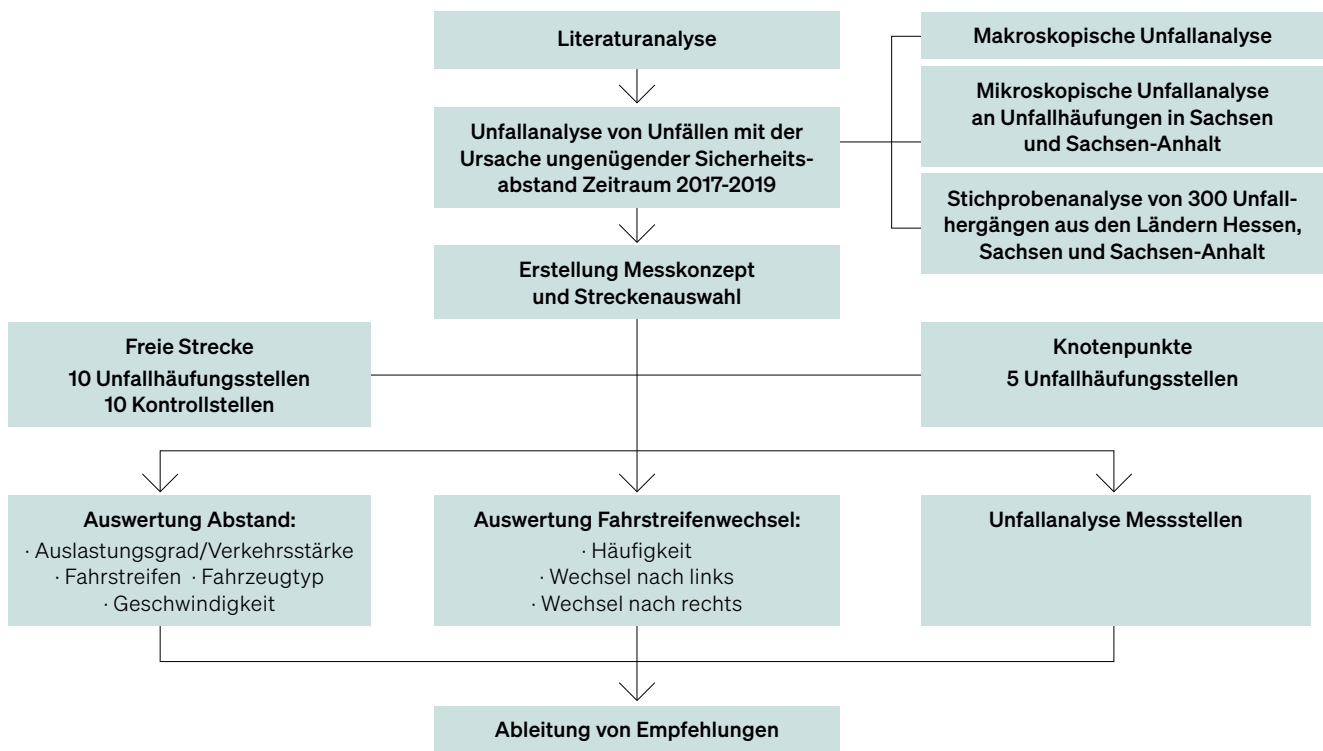 Literaturanalyse
Unfallanalyse von Unfällen mit der
Ursache ungenügender Sicherheits-
abstand Zeitraum 2017-2019
Makroskopische Unfallanalyse
Mikroskopische Unfallanalyse
an Unfallhäufungen in Sachsen
und Sachsen-Anhalt
Stichprobenanalyse von 300 Unfall-
hergängen aus den Ländern Hessen,
Sachsen und Sachsen-Anhalt
Erstellung Messkonzept
und Streckenauswahl
Freie Strecke
10 Unfallhäufungsstellen
10 Kontrollstellen
Knotenpunkte
5 Unfallhäufungsstellen
Auswertung Abstand:
· Auslastungsgrad/Verkehrsstärke
· Fahrstreifen · Fahrzeugtyp
· Geschwindigkeit
Auswertung Fahrstreifenwechsel:
· Häufigkeit
· Wechsel nach links
· Wechsel nach rechts
Unfallanalyse Messstellen
Ableitung von Empfehlungen